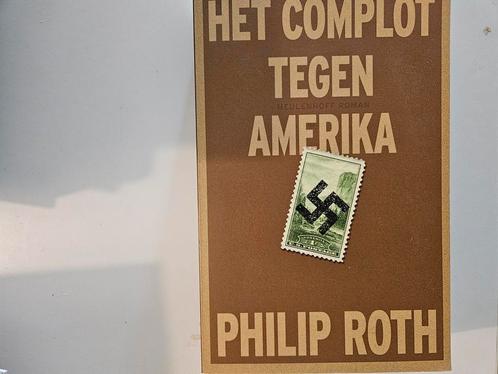 HET COMPLOT
TEGEN
MEULENHOFF ROMAN
AMERIKA
PHILIP ROTH